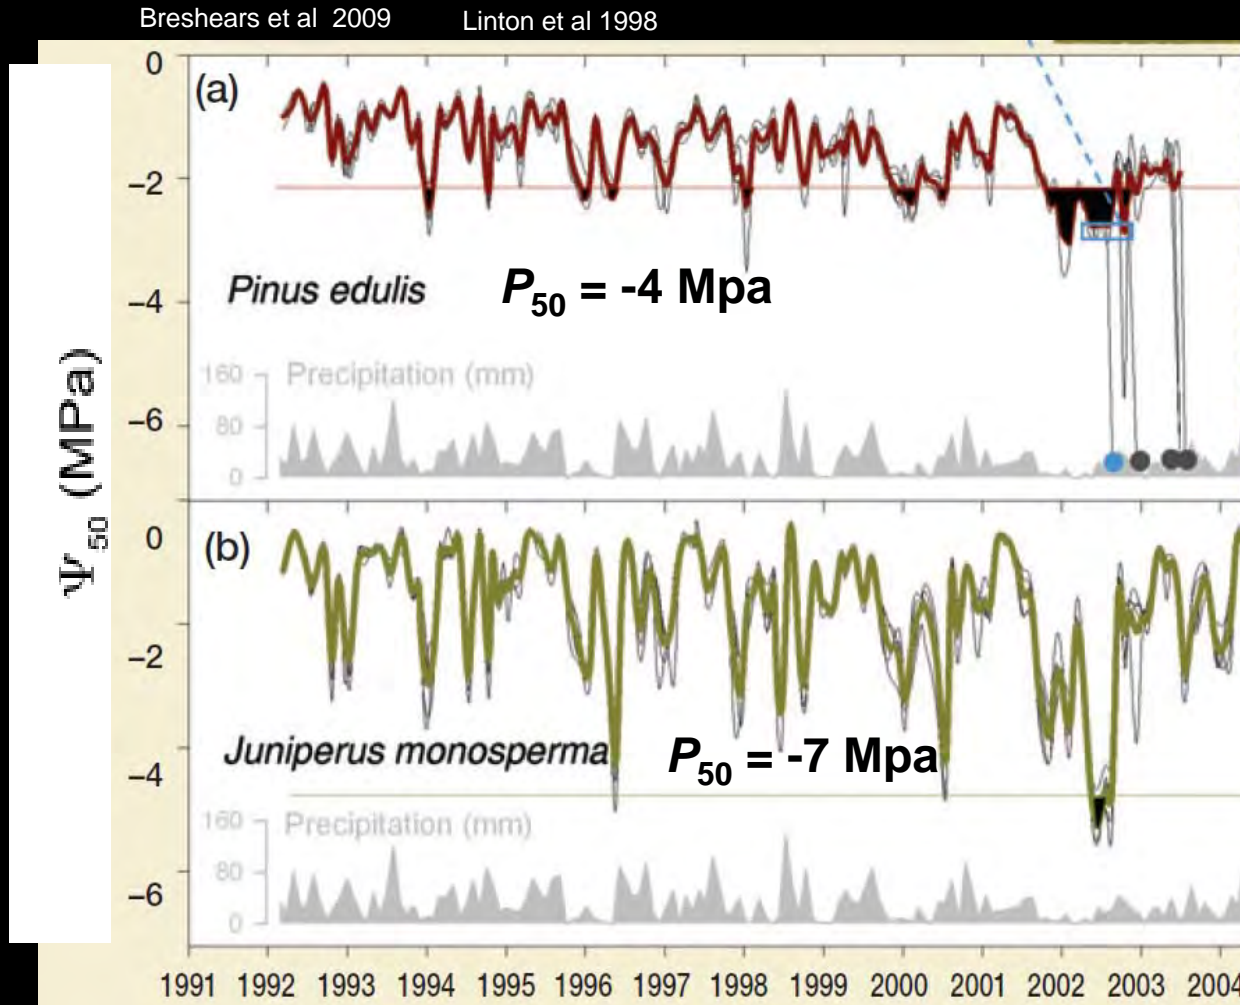 Breshears et al 2009 Linton et al 1998
0
(a)
−2
Pinus edulis P50 = -4 Mpa
−4
160 Precipitation (mm)
80
−6
0
Ψ50 (MPa)
0
(b)
−2
Juniperus monosperma P50 = -7 Mpa
−4
160 Precipitation (mm)
80
−6
0
1991 1992 1993 1994 1995 1996 1997 1998 1999 2000 2001 2002 2003 2004